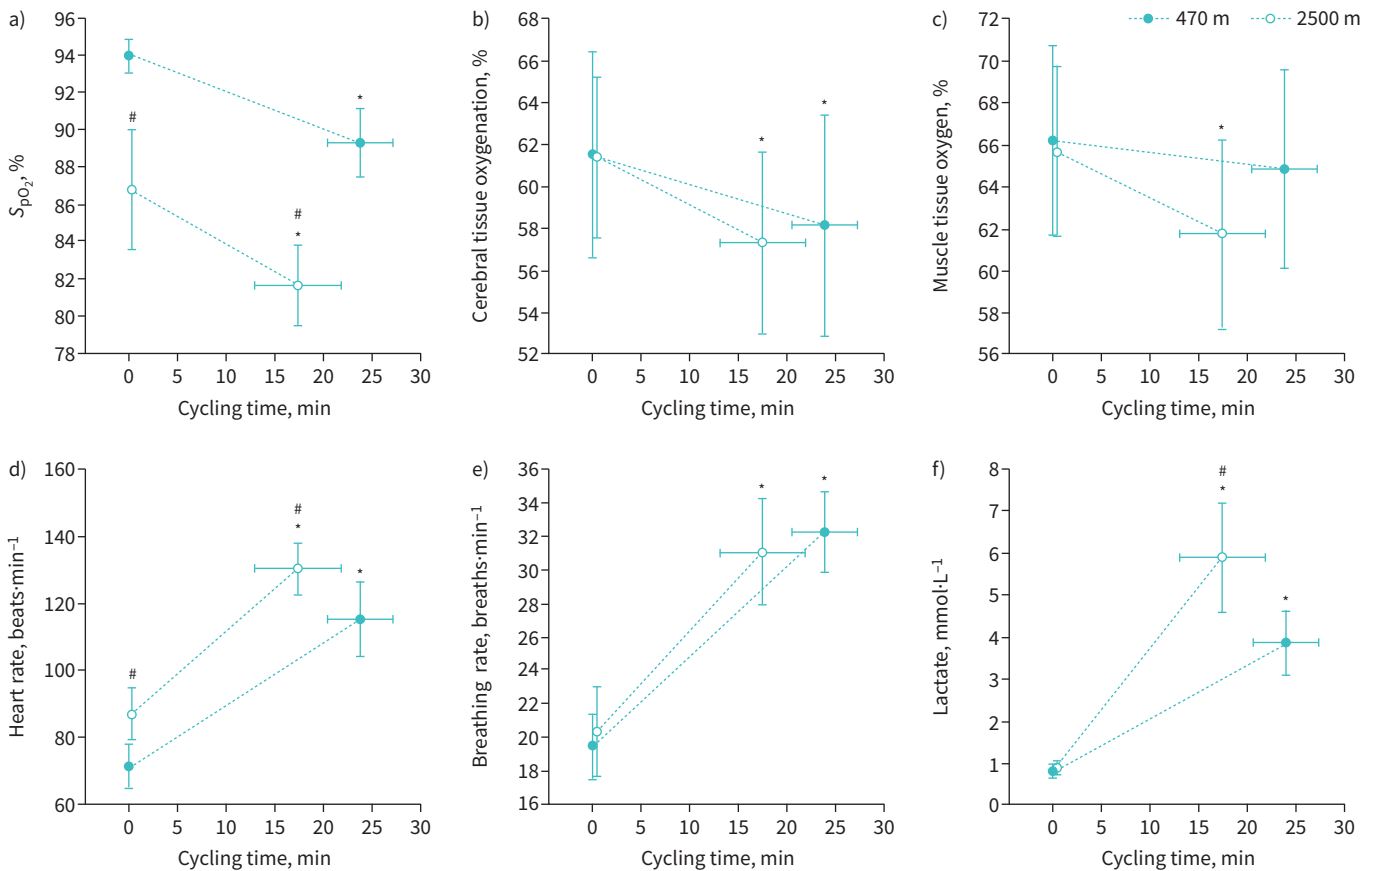 a)
96
94
92
90
88
86
84
82
80
78
SpO2, %
#
#
*
*
0 5 10 15 20 25 30
Cycling time, min
b)
68
66
64
62
60
58
56
54
52
Cerebral tissue oxygenation, %
*
*
0 5 10 15 20 25 30
Cycling time, min
c)
470 m 2500 m
72
70
68
66
64
62
60
58
56
Muscle tissue oxygen, %
*
0 5 10 15 20 25 30
Cycling time, min
d)
160
140
120
100
80
60
Heart rate, beats·min−1
#
#
*
*
0 5 10 15 20 25 30
Cycling time, min
e)
36
34
32
30
28
26
24
22
20
18
16
Breathing rate, breaths·min−1
*
*
0 5 10 15 20 25 30
Cycling time, min
f)
8
7
6
5
4
3
2
1
0
Lactate, mmol·L−1
#
*
*
0 5 10 15 20 25 30
Cycling time, min